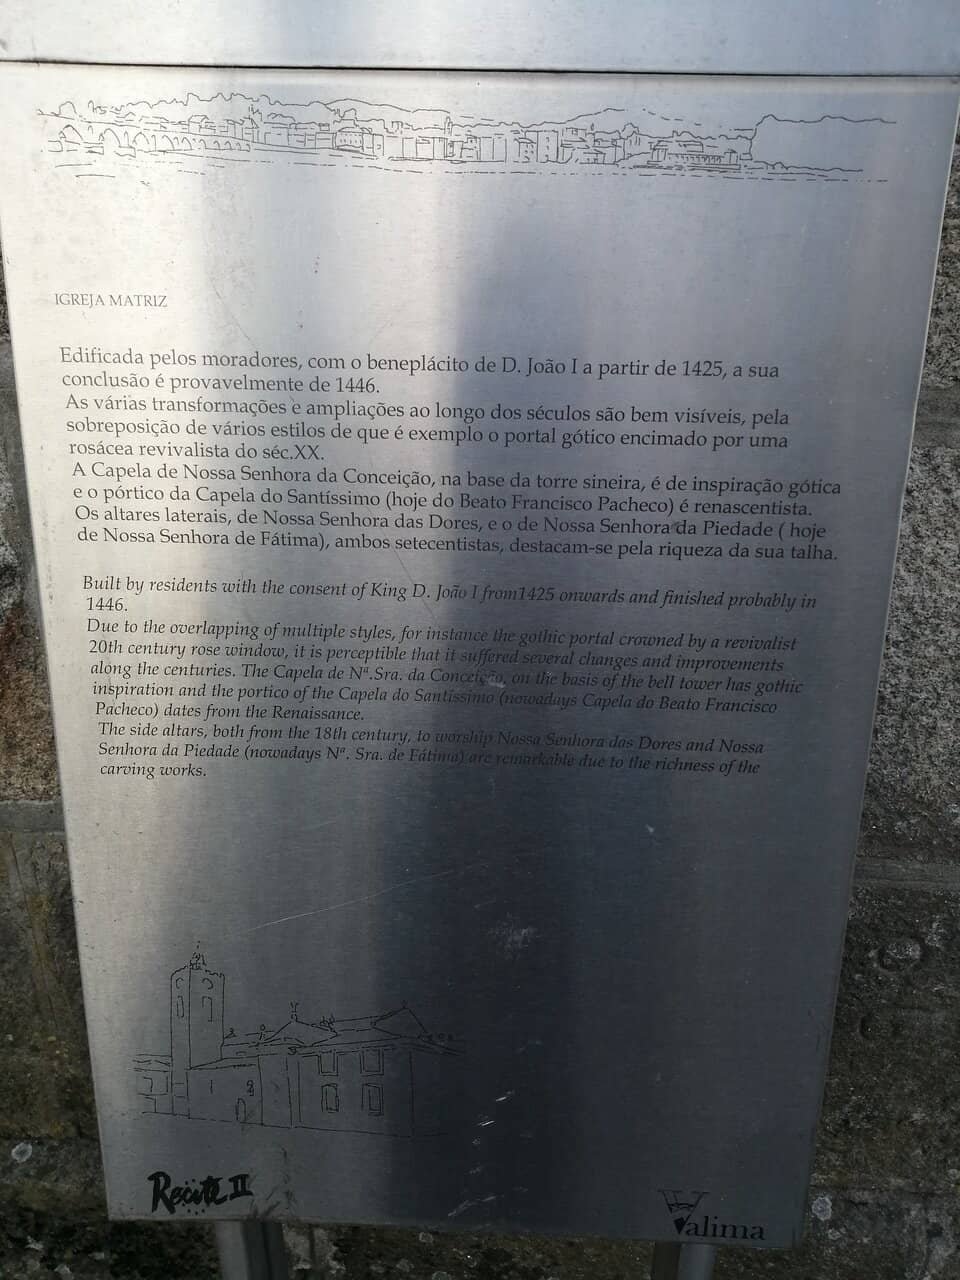 IGREJA MATRIZ
Edificada pelos moradores, com o beneplácito de D. João I a partir de 1425, a sua
conclusão é provavelmente de 1446.
As várias transformações e ampliações ao longo dos séculos são bem visíveis, pela
sobreposição de vários estilos de que é exemplo o portal gótico encimado por uma
rosácea revivalista do séc.XX.
A Capela de Nossa Senhora da Conceição, na base da torre sineira, é de inspiração gótica
e o pórtico da Capela do Santíssimo (hoje do Beato Francisco Pacheco) é renascentista.
Os altares laterais, de Nossa Senhora das Dores, e o de Nossa Senhora da Piedade ( hoje
de Nossa Senhora de Fátima), ambos setecentistas, destacam-se pela riqueza da sua talha.
Built by residents with the consent of King D. João I from1425 onwards and finished probably in
1446.
Due to the overlapping of multiple styles, for instance the gothic portal crowned by a revivalist
20th century rose window, it is perceptible that it suffered several changes and improvements
along the centuries. The Capela de Nª.Sra. da Conceição, on the basis of the bell tower has gothic
inspiration and the portico of the Capela do Santíssimo (nowadays Capela do Beato Francisco
Pacheco) dates from the Renaissance.
The side altars, both from the 18th century, to worship Nossa Senhora das Dores and Nossa
Senhora da Piedade (nowadays Nª. Sra. de Fátima) are remarkable due to the richness of the
carving works.
II
Valima